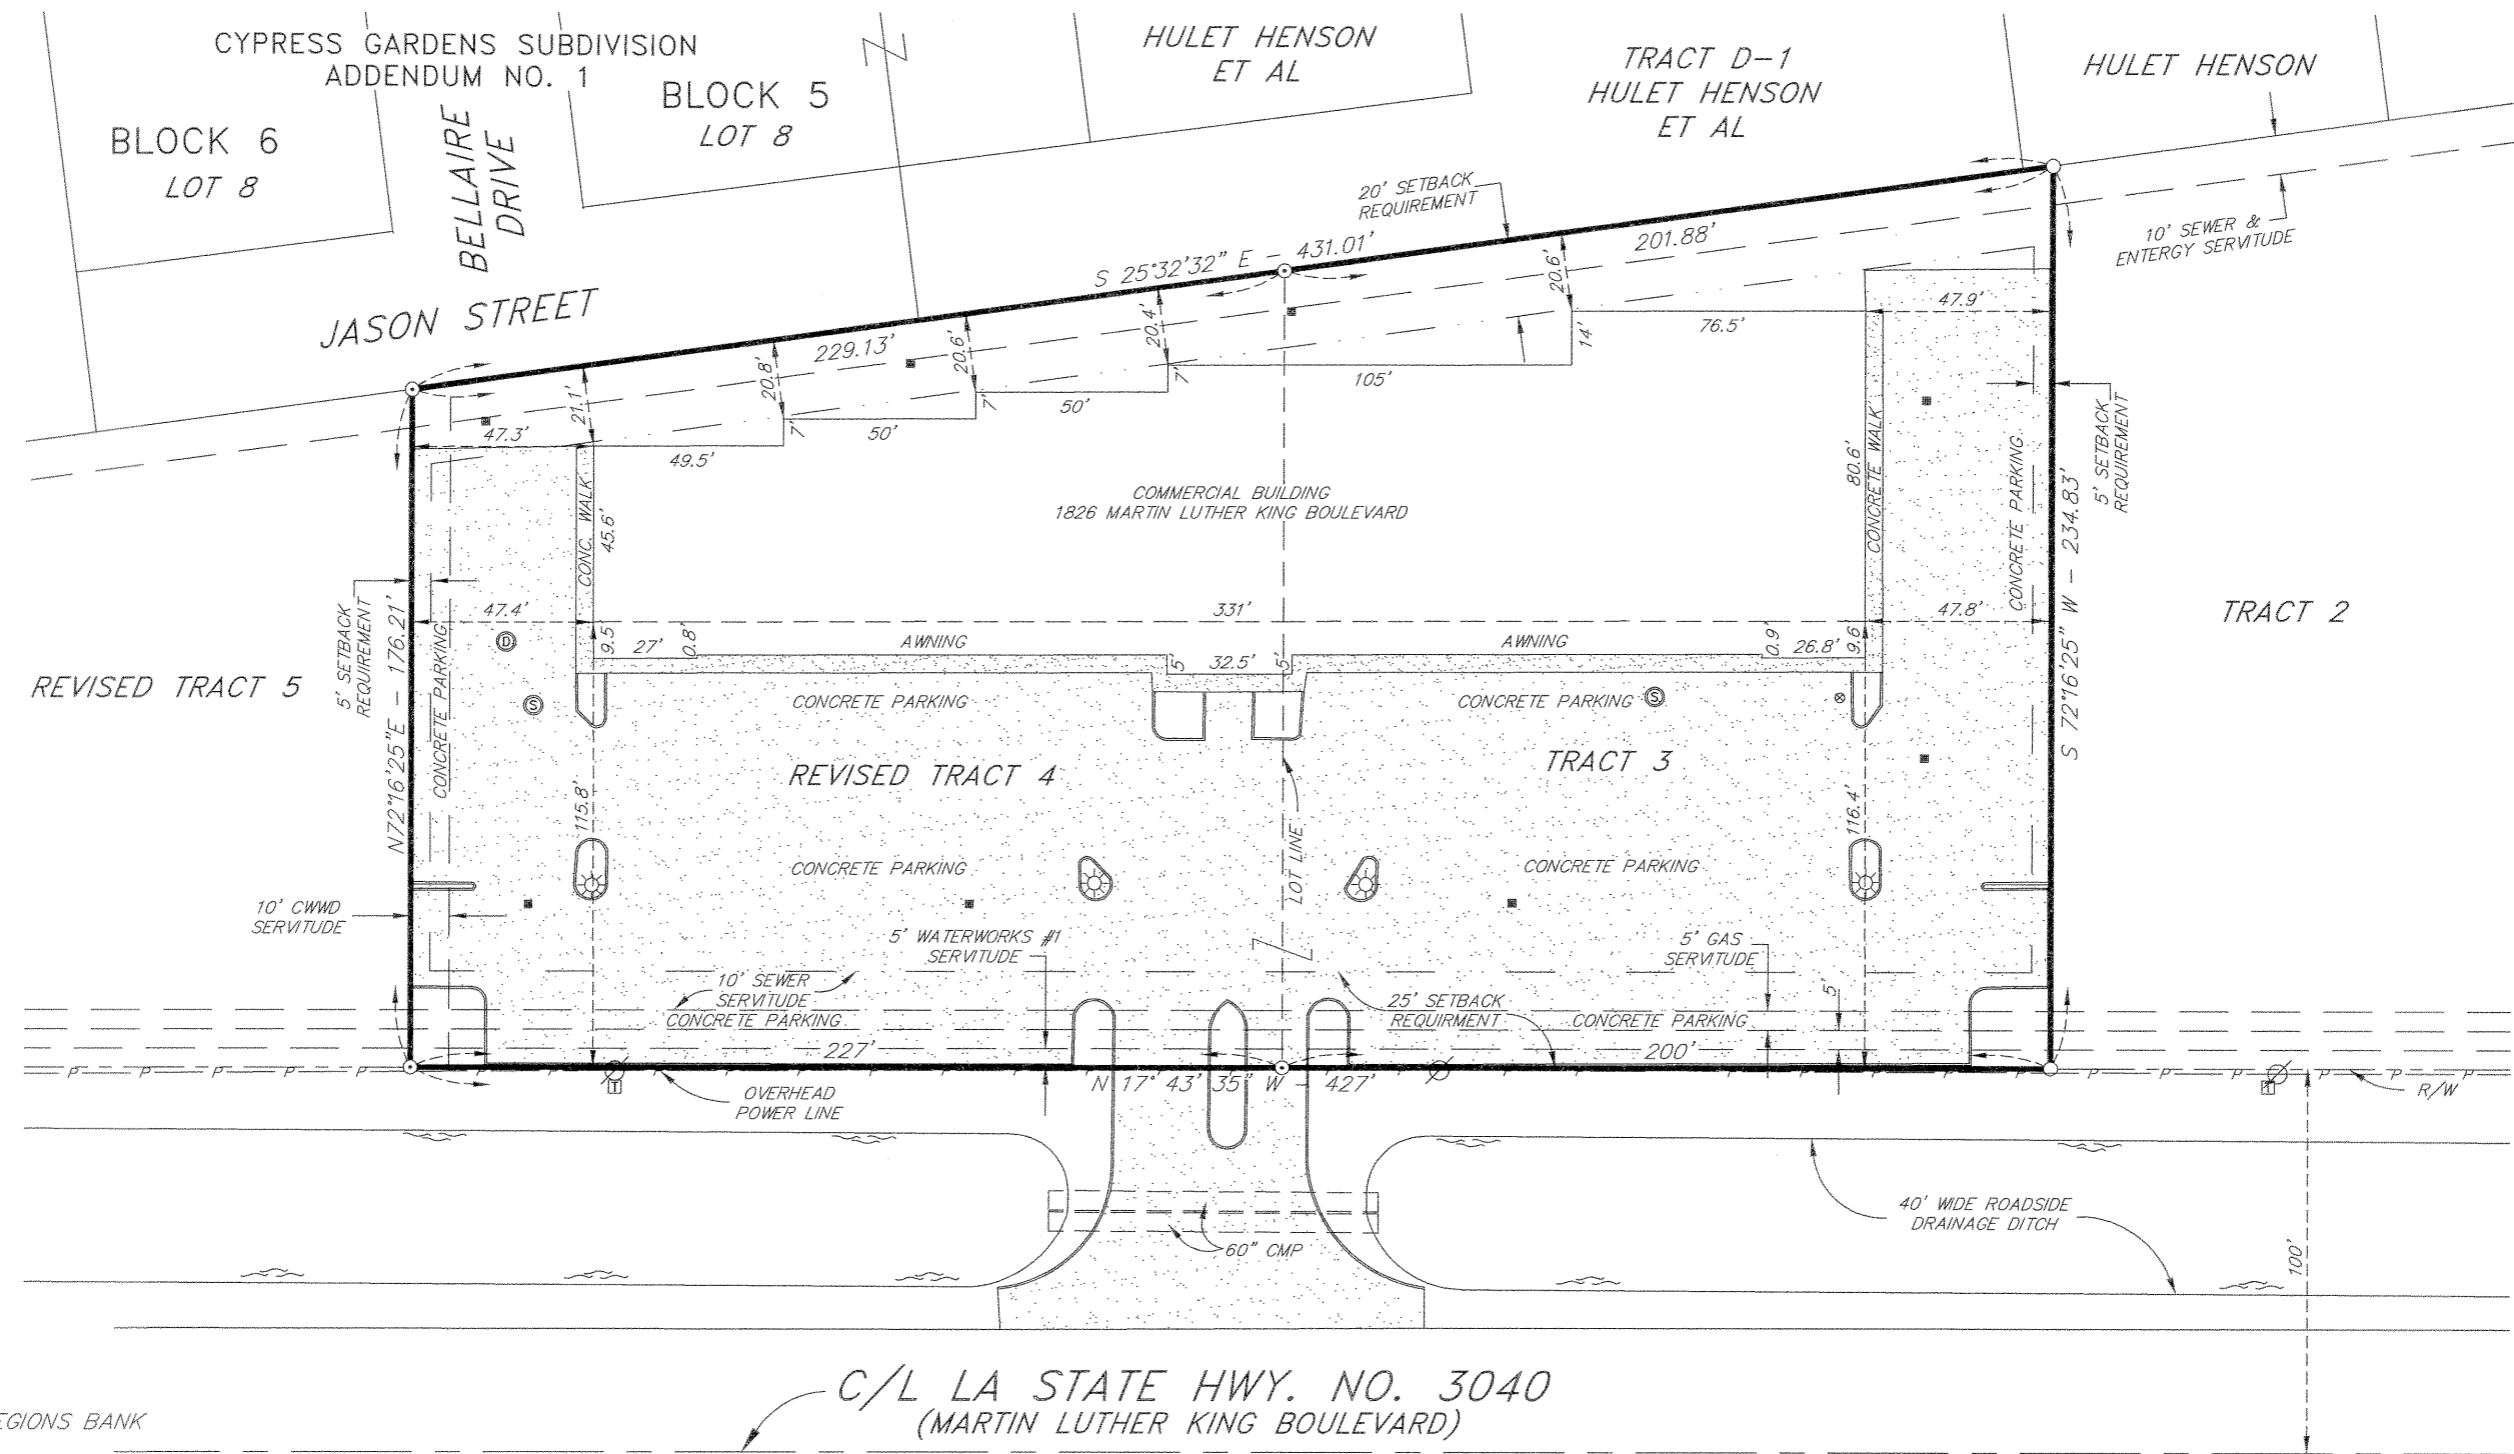 CYPRESS GARDENS SUBDIVISION
ADDENDUM NO. 1
BLOCK 6
LOT 8
BELLAIRE
DRIVE
BLOCK 5
LOT 8
HULET HENSON
ET AL
TRACT D-1
HULET HENSON
ET AL
HULET HENSON
JASON STREET
20' SETBACK
REQUIREMENT
10' SEWER &
ENTERGY SERVITUDE
S 25°32'32" E - 431.01'
229.13'
201.88'
21.1'
20.8'
20.6'
20.4'
20.6'
47.3'
49.5'
7'
50'
7'
50'
7'
105'
14'
76.5'
47.9'
CONC. WALK
45.6'
COMMERCIAL BUILDING
1826 MARTIN LUTHER KING BOULEVARD
80.6'
CONCRETE WALK
CONCRETE PARKING
5' SETBACK
REQUIREMENT
S 72°16'25" W - 234.83'
TRACT 2
REVISED TRACT 5
5' SETBACK
REQUIREMENT
N72°16'25"E - 176.21'
CONCRETE PARKING
47.4'
331'
47.8'
D
S
9.5'
27'
0.8'
AWNING
5'
32.5'
5'
AWNING
0.9'
26.8'
9.6'
CONCRETE PARKING
CONCRETE PARKING
S
REVISED TRACT 4
TRACT 3
115.8'
116.4'
LOT LINE
CONCRETE PARKING
CONCRETE PARKING
10' CWWD
SERVITUDE
5' WATERWORKS #1
SERVITUDE
5' GAS
SERVITUDE
10' SEWER
SERVITUDE
CONCRETE PARKING
25' SETBACK
REQUIRMENT
CONCRETE PARKING
5'
227'
200'
P P P P P
N 17° 43' 35" W - 427'
P P P P P P
T
T
OVERHEAD
POWER LINE
R/W
60" CMP
40' WIDE ROADSIDE
DRAINAGE DITCH
100'
C/L LA STATE HWY. NO. 3040
(MARTIN LUTHER KING BOULEVARD)
EGIONS BANK